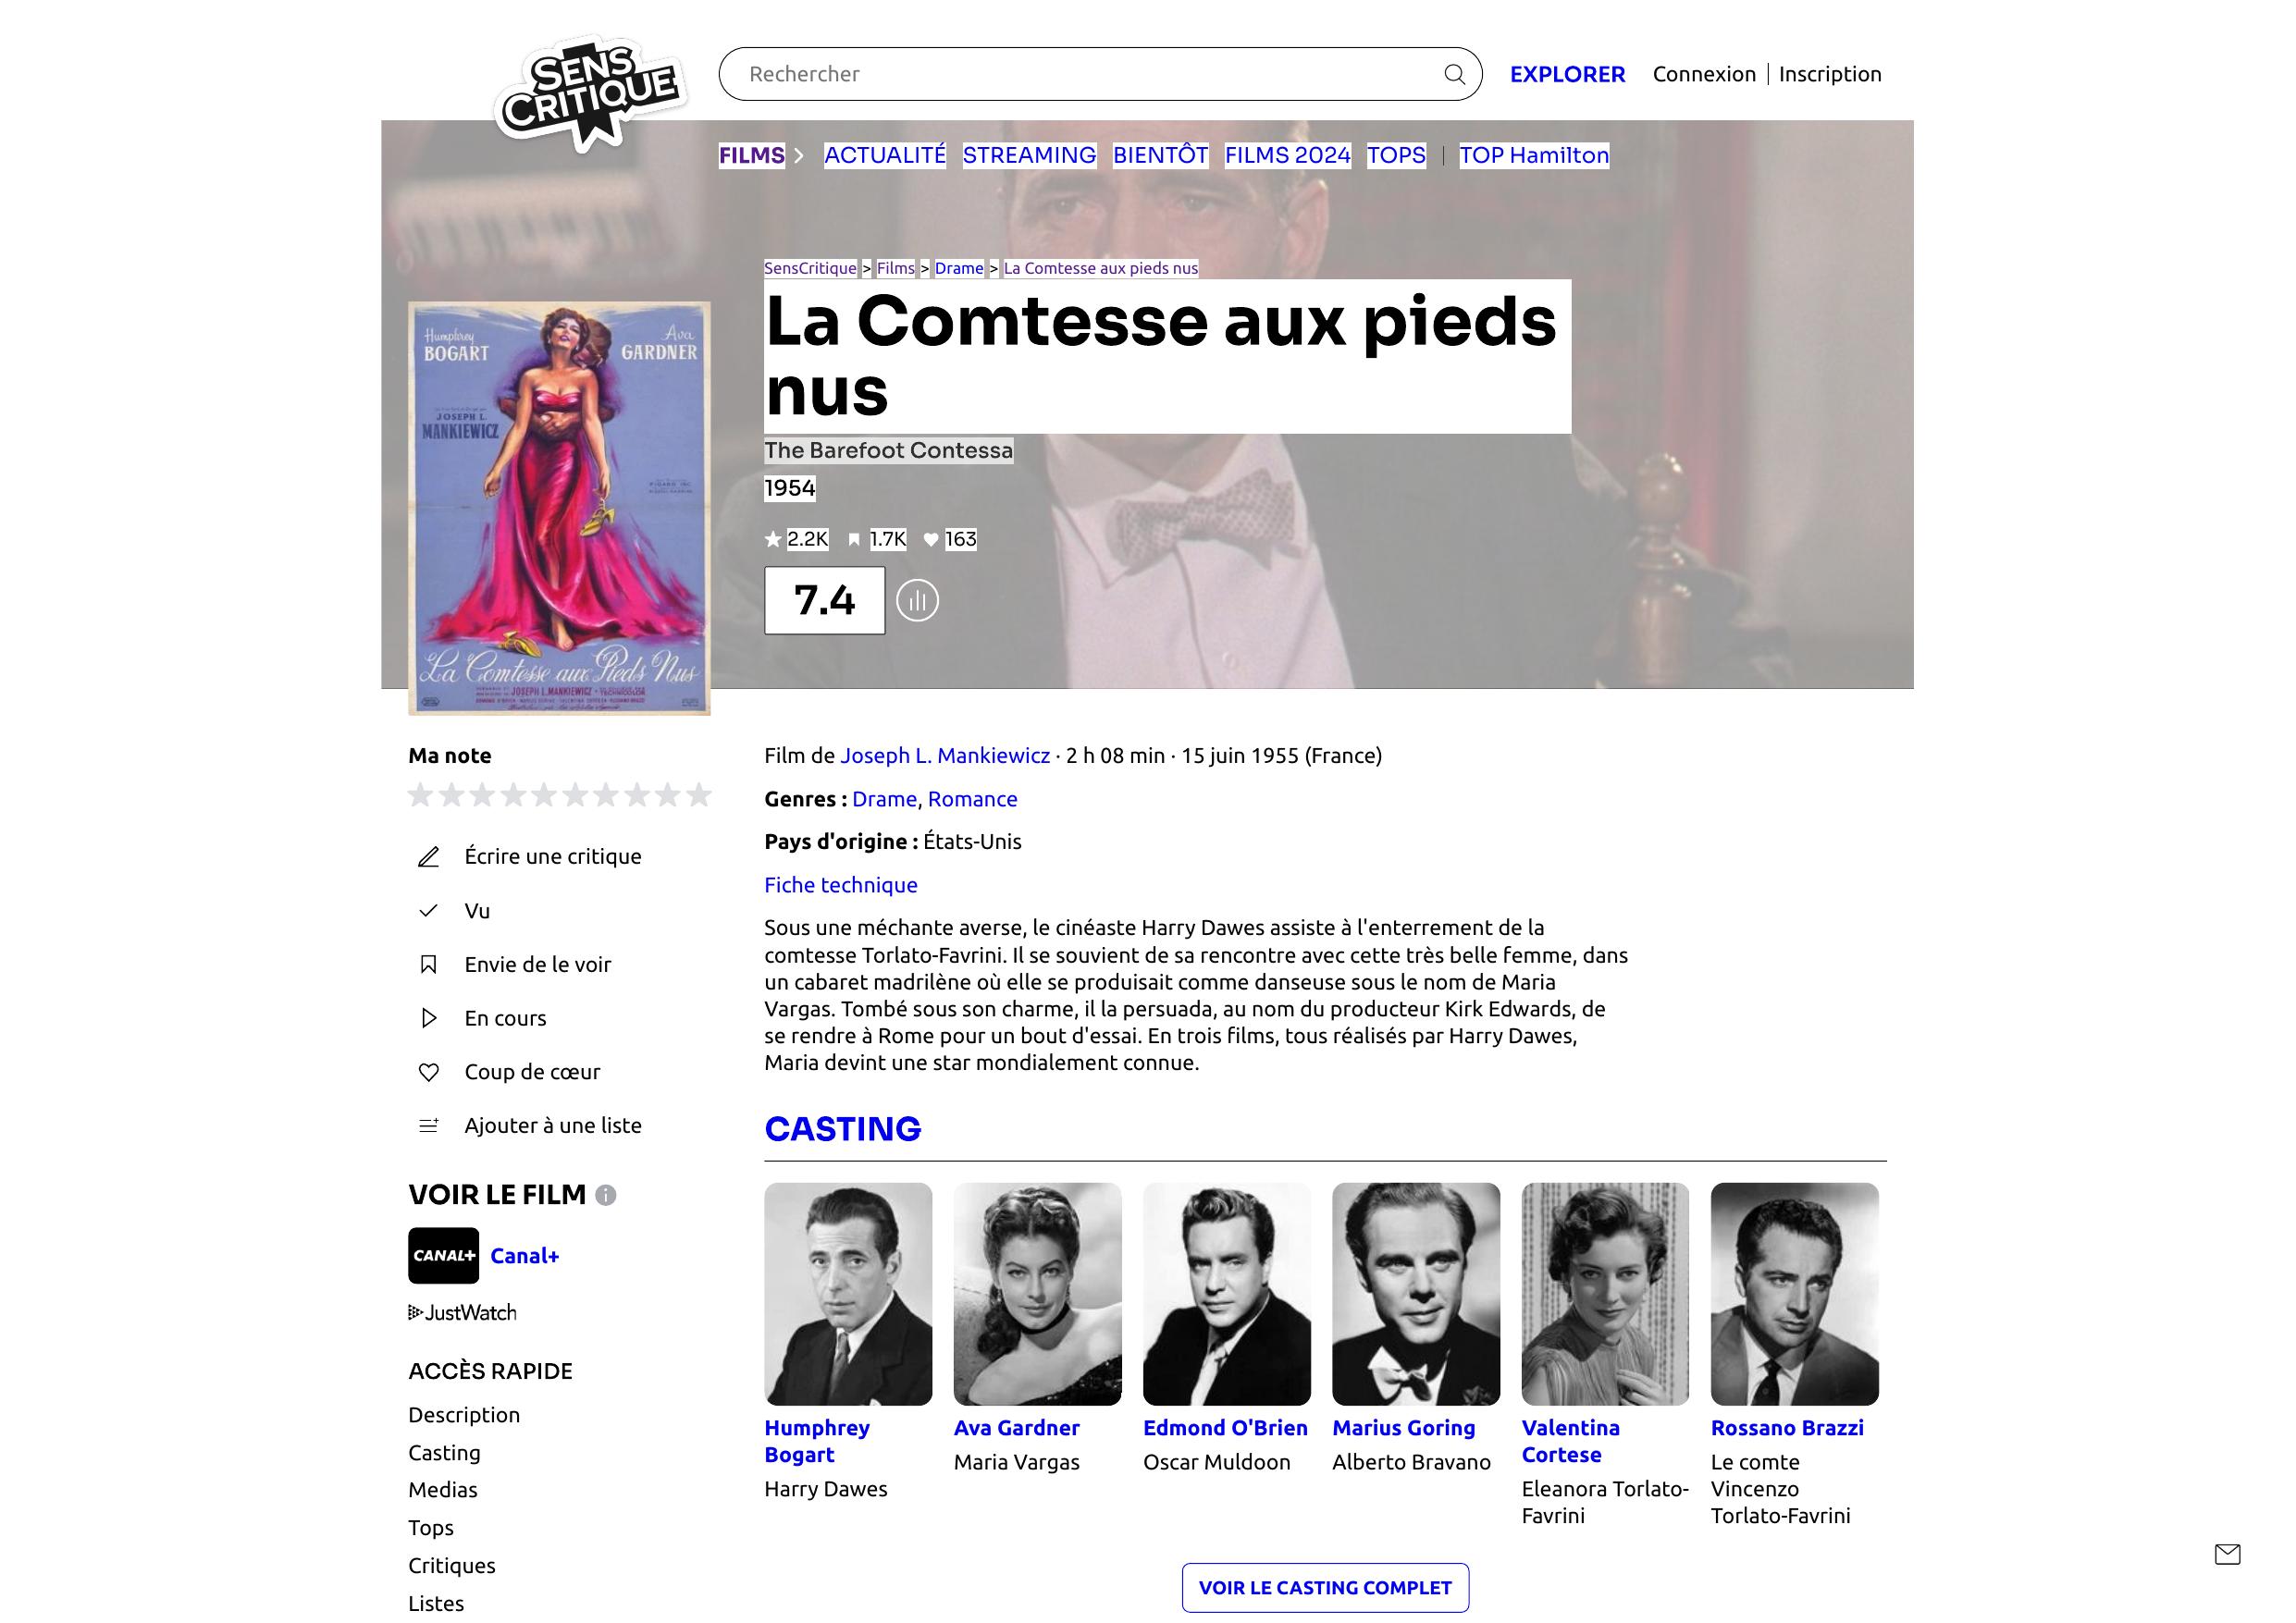 SENS CRITIQUE
Rechercher
EXPLORER
Connexion | Inscription
FILMS
ACTUALITÉ
STREAMING
BIENTÔT
FILMS 2024
TOPS
TOP Hamilton
SensCritique > Films > Drame > La Comtesse aux pieds nus
La Comtesse aux pieds
nus
The Barefoot Contessa
1954
2.2K
1.7K
163
7.4
Humphrey
BOGART
Ava
GARDNER
JOSEPH L.
MANKIEWICZ
La Comtesse aux Pieds Nus
JOSEPH L. MANKIEWICZ
Ma note
Écrire une critique
Vu
Envie de le voir
En cours
Coup de cœur
Ajouter à une liste
VOIR LE FILM
CANAL+
Canal+
JustWatch
ACCÈS RAPIDE
Description
Casting
Medias
Tops
Critiques
Listes
Film de Joseph L. Mankiewicz · 2 h 08 min · 15 juin 1955 (France)
Genres : Drame, Romance
Pays d'origine : États-Unis
Fiche technique
Sous une méchante averse, le cinéaste Harry Dawes assiste à l'enterrement de la
comtesse Torlato-Favrini. Il se souvient de sa rencontre avec cette très belle femme, dans
un cabaret madrilène où elle se produisait comme danseuse sous le nom de Maria
Vargas. Tombé sous son charme, il la persuada, au nom du producteur Kirk Edwards, de
se rendre à Rome pour un bout d'essai. En trois films, tous réalisés par Harry Dawes,
Maria devint une star mondialement connue.
CASTING
Humphrey
Bogart
Harry Dawes
Ava Gardner
Maria Vargas
Edmond O'Brien
Oscar Muldoon
Marius Goring
Alberto Bravano
Valentina
Cortese
Eleanora Torlato-
Favrini
Rossano Brazzi
Le comte
Vincenzo
Torlato-Favrini
VOIR LE CASTING COMPLET